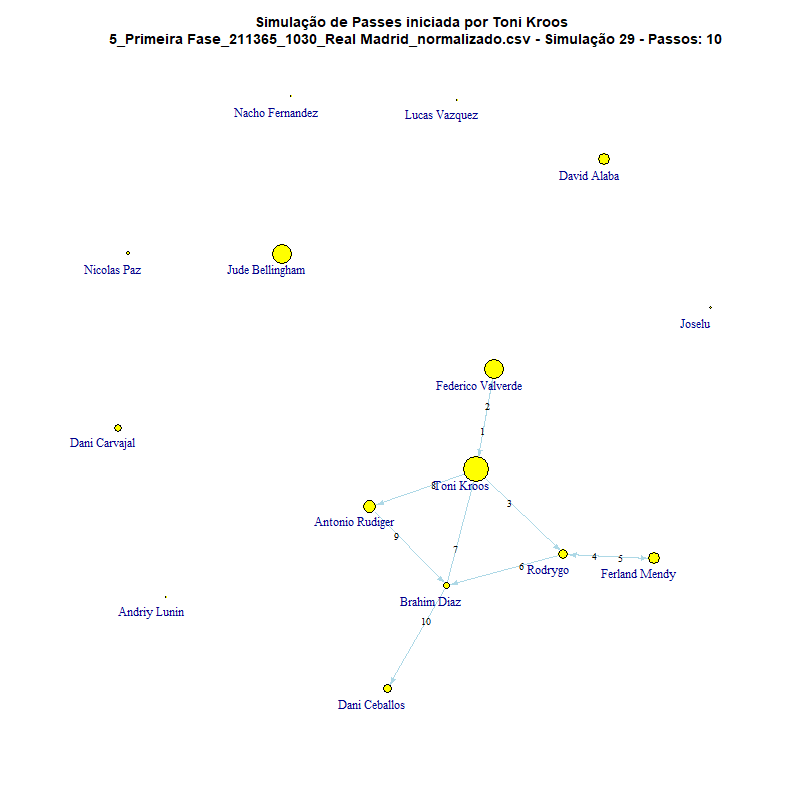 Simulação de Passes iniciada por Toni Kroos
5_Primeira Fase_211365_1030_Real Madrid_normalizado.csv - Simulação 29 - Passos: 10
Nacho Fernandez
Lucas Vazquez
David Alaba
Nicolas Paz
Jude Bellingham
Joselu
Federico Valverde
2
1
Dani Carvajal
8
Toni Kroos
3
Antonio Rudiger
9
7
6
4
5
Rodrygo
Ferland Mendy
Brahim Diaz
Andriy Lunin
10
Dani Ceballos